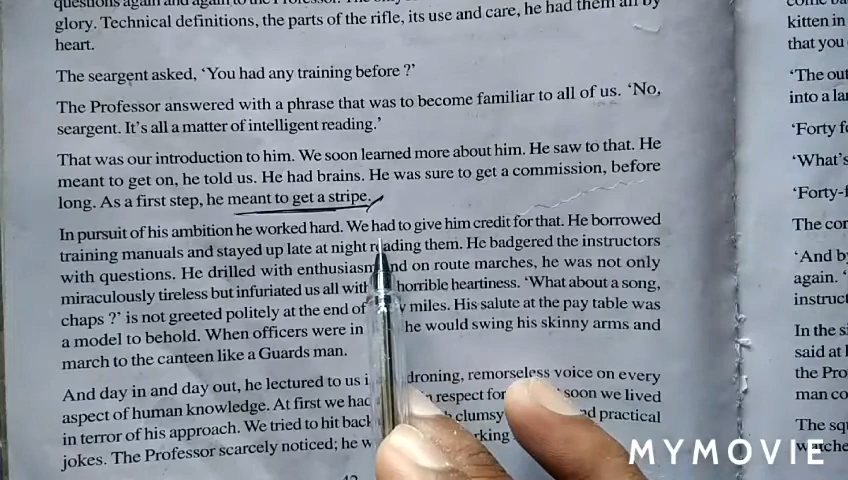 questions again and again to the Professor. The only
glory. Technical definitions, the parts of the rifle, its use and care, he had them all by
heart.
The seargent asked, ‘You had any training before ?’
The Professor answered with a phrase that was to become familiar to all of us. ‘No,
seargent. It’s all a matter of intelligent reading.’
That was our introduction to him. We soon learned more about him. He saw to that. He
meant to get on, he told us. He had brains. He was sure to get a commission, before
long. As a first step, he meant to get a stripe.
In pursuit of his ambition he worked hard. We had to give him credit for that. He borrowed
training manuals and stayed up late at night reading them. He badgered the instructors
with questions. He drilled with enthusiasm and on route marches, he was not only
miraculously tireless but infuriated us all with horrible heartiness. ‘What about a song,
chaps ?’ is not greeted politely at the end of miles. His salute at the pay table was
a model to behold. When officers were in he would swing his skinny arms and
march to the canteen like a Guards man.
And day in and day out, he lectured to us droning, remorseless voice on every
aspect of human knowledge. At first we had respect for soon we lived
in terror of his approach. We tried to hit back clumsy practical
jokes. The Professor scarcely noticed; he
kitten in
that you
‘The out
into a
‘Forty
‘What’s
‘Forty-
The
‘And
again.
In the
said at
the
man
The
MYMOVIE